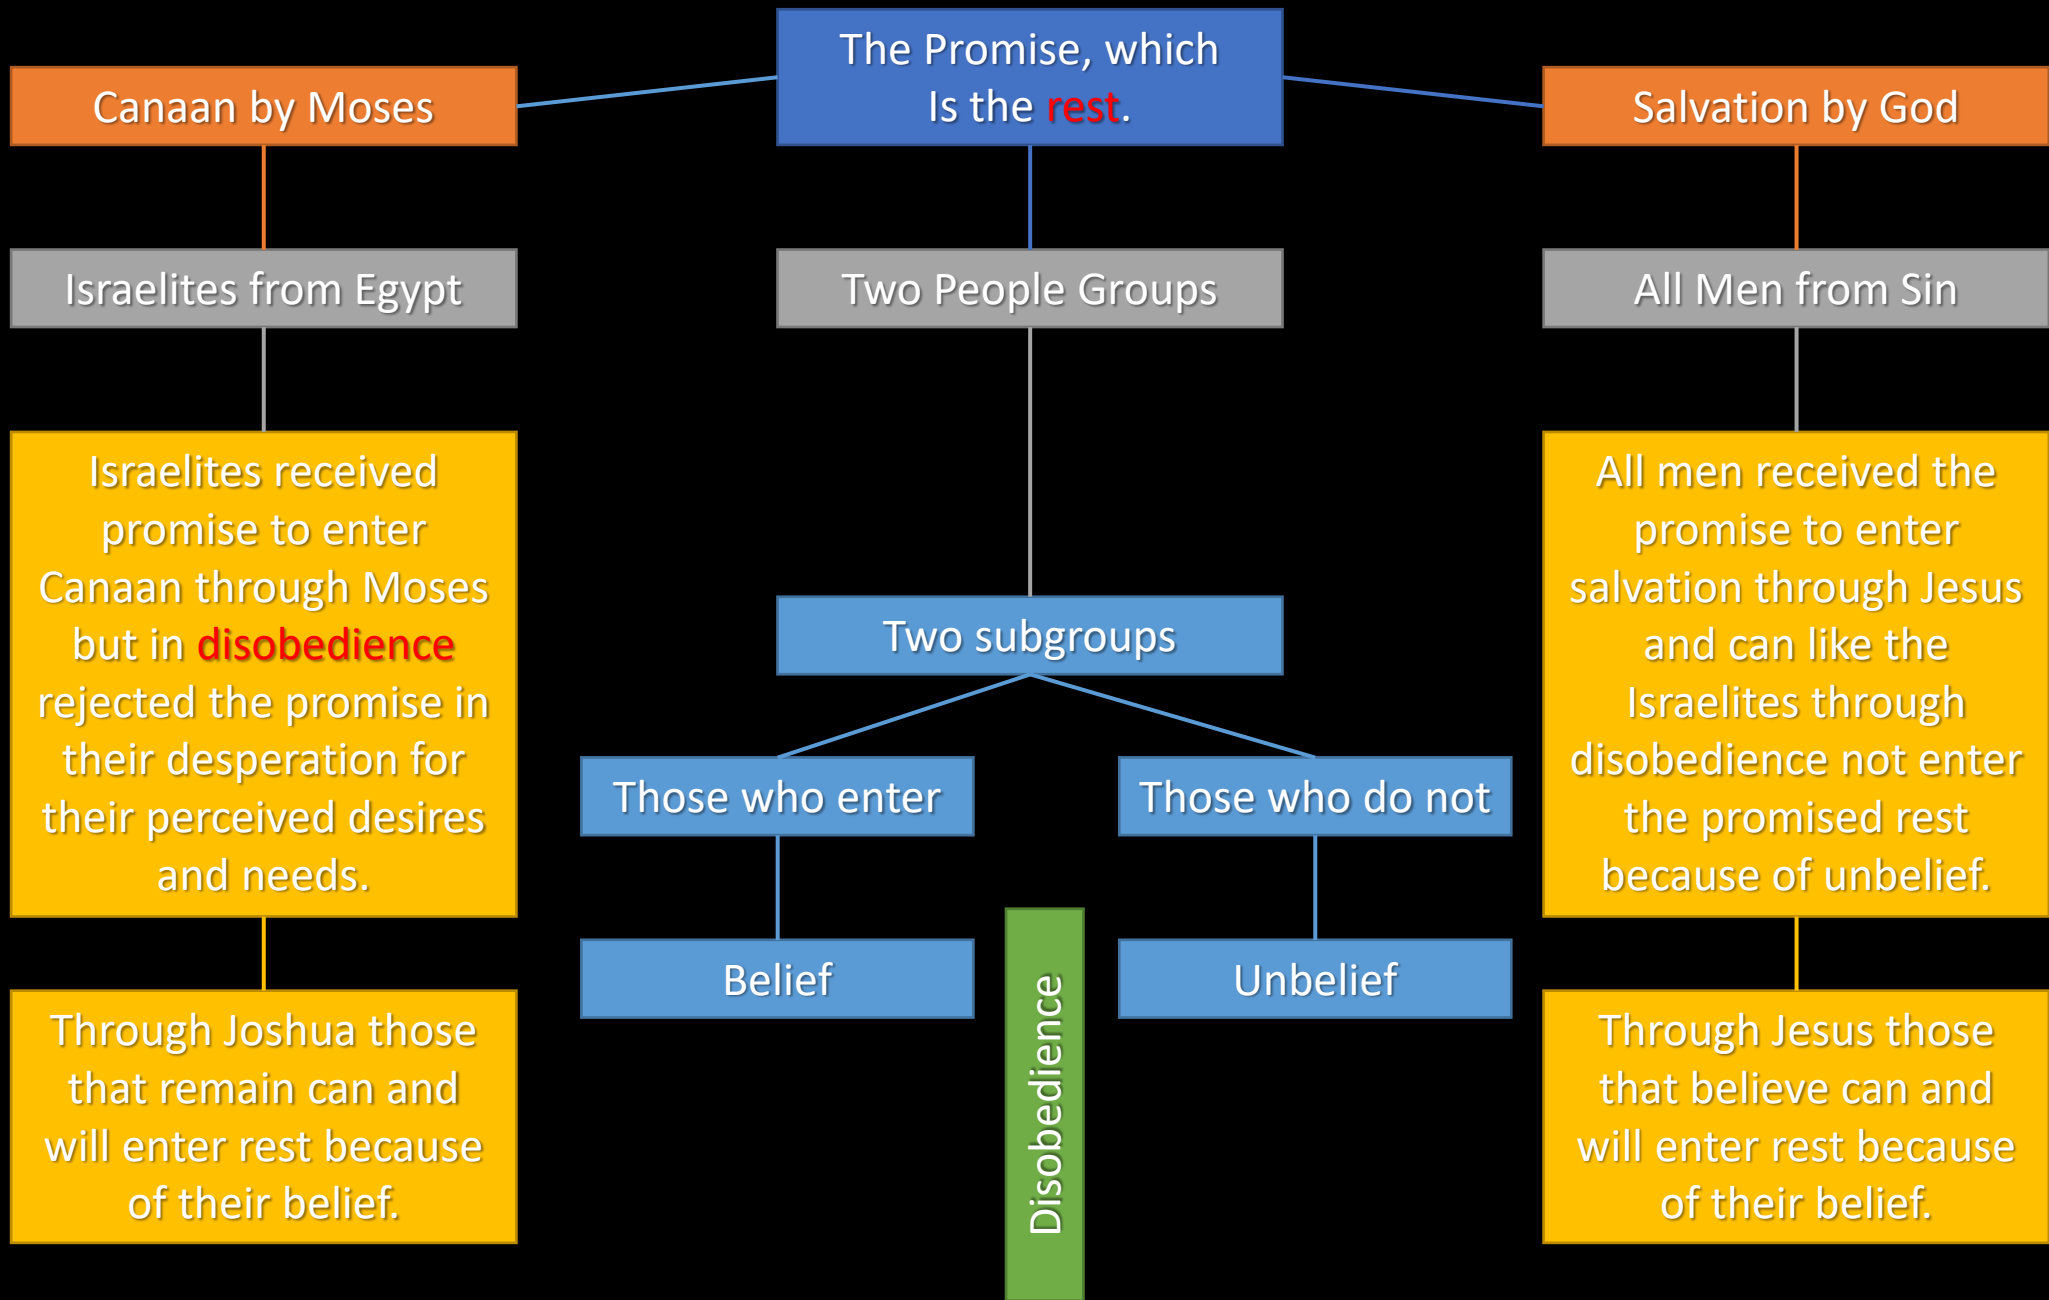 The Promise, which
Is the rest.
Canaan by Moses
Salvation by God
Israelites from Egypt
Two People Groups
All Men from Sin
Israelites received
promise to enter
Canaan through Moses
but in disobedience
rejected the promise in
their desperation for
their perceived desires
and needs.
Two subgroups
Those who enter
Those who do not
Belief
Unbelief
Disobedience
All men received the
promise to enter
salvation through Jesus
and can like the
Israelites through
disobedience not enter
the promised rest
because of unbelief.
Through Joshua those
that remain can and
will enter rest because
of their belief.
Through Jesus those
that believe can and
will enter rest because
of their belief.